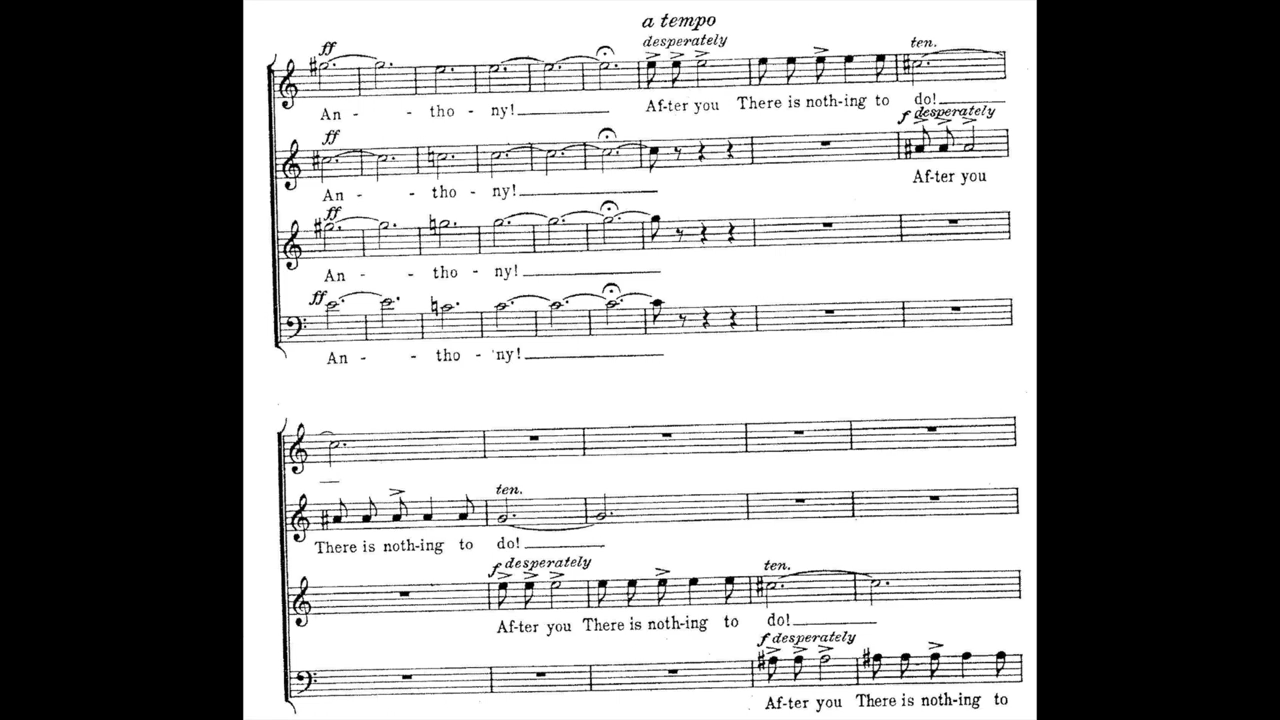 a tempo
ff desperately ten.
An - - tho - ny! Af-ter you There is noth-ing to do!
ff f desperately
An - - tho - ny! Af-ter you
ff
An - - tho - ny!
ff
An - - tho - ny!
ten.
There is noth-ing to do!
f desperately ten.
Af-ter you There is noth-ing to do!
f desperately
Af-ter you There is noth-ing to